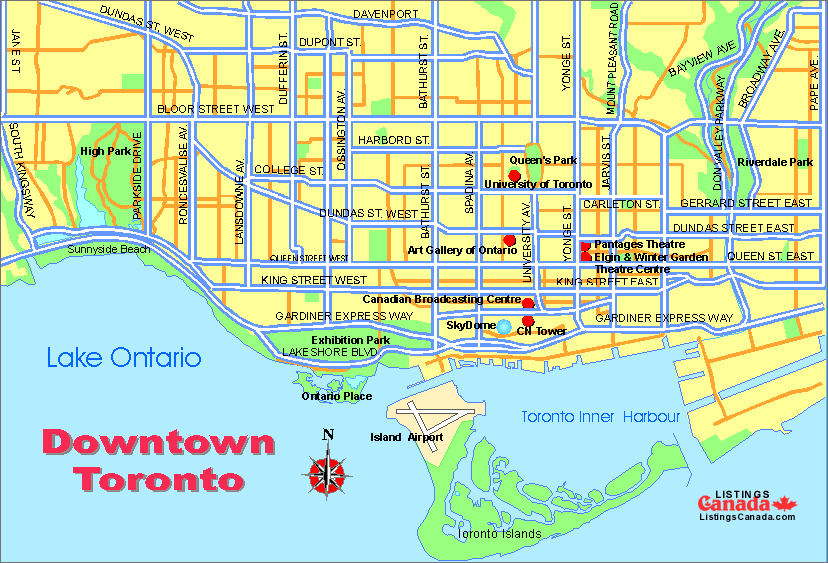 DAVENPORT
DUNDAS ST. WEST
JANE ST
DUFFERIN ST.
DUPONT ST.
BATHURST ST.
YONGE ST.
MOUNT PLEASANT ROAD
BAYVIEW AVE
BROADWAY AVE.
PAPE AVE.
DON VALLEY PARKWAY
BLOOR STREET WEST
OSSINGTON AV.
HARBORD ST.
SOUTH KINGSWAY
High Park
PARKSIDE DRIVE
RONCESVALISE AV.
LANSDOWNE AV.
COLLEGE ST.
BATHURST ST.
SPADINA AV.
Queen's Park
University of Toronto
JARVIS ST.
Riverdale Park
CARLETON ST.
GERRARD STREET EAST
DUNDAS ST. WEST
UNIVERSITY AV.
YONGE ST.
DUNDAS STREET EAST
Sunnyside Beach
Art Gallery of Ontario
Pantages Theatre
Elgin & Winter Garden
Theatre Centre
QUEEN STREET WEST
QUEEN ST. EAST
KING STREET WEST
KING STREET EAST
Canadian Broadcasting Centre
GARDINER EXPRESS WAY
SkyDome
CN Tower
GARDINER EXPRESS WAY
Exhibition Park
LAKESHORE BLVD.
Lake Ontario
Ontario Place
Toronto Inner Harbour
Island Airport
Downtown
Toronto
N
LISTINGS
Canada
ListingsCanada.com
Toronto Islands